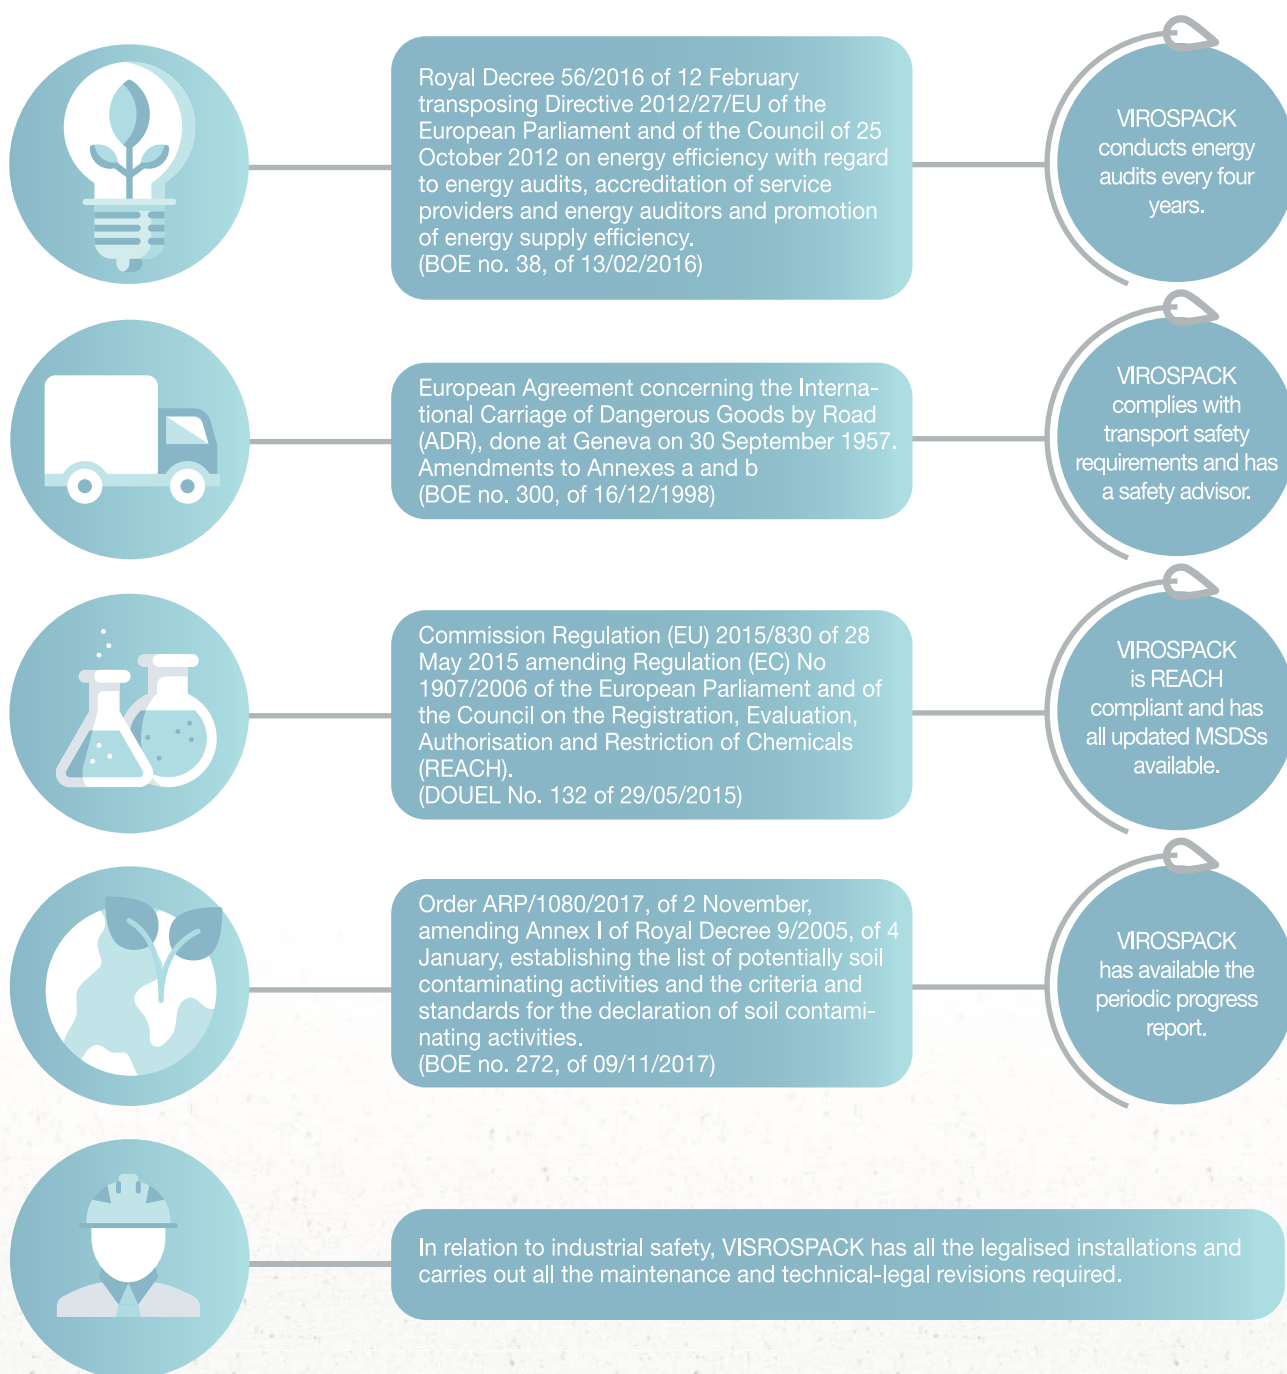 Royal Decree 56/2016 of 12 February
transposing Directive 2012/27/EU of the
European Parliament and of the Council of 25
October 2012 on energy efficiency with regard
to energy audits, accreditation of service
providers and energy auditors and promotion
of energy supply efficiency.
(BOE no. 38, of 13/02/2016)
VIROSPACK
conducts energy
audits every four
years.
European Agreement concerning the Interna-
tional Carriage of Dangerous Goods by Road
(ADR), done at Geneva on 30 September 1957.
Amendments to Annexes a and b
(BOE no. 300, of 16/12/1998)
VIROSPACK
complies with
transport safety
requirements and has
a safety advisor.
Commission Regulation (EU) 2015/830 of 28
May 2015 amending Regulation (EC) No
1907/2006 of the European Parliament and of
the Council on the Registration, Evaluation,
Authorisation and Restriction of Chemicals
(REACH).
(DOUEL No. 132 of 29/05/2015)
VIROSPACK
is REACH
compliant and has
all updated MSDSs
available.
Order ARP/1080/2017, of 2 November,
amending Annex I of Royal Decree 9/2005, of 4
January, establishing the list of potentially soil
contaminating activities and the criteria and
standards for the declaration of soil contami-
nating activities.
(BOE no. 272, of 09/11/2017)
VIROSPACK
has available the
periodic progress
report.
In relation to industrial safety, VISROSPACK has all the legalised installations and
carries out all the maintenance and technical-legal revisions required.